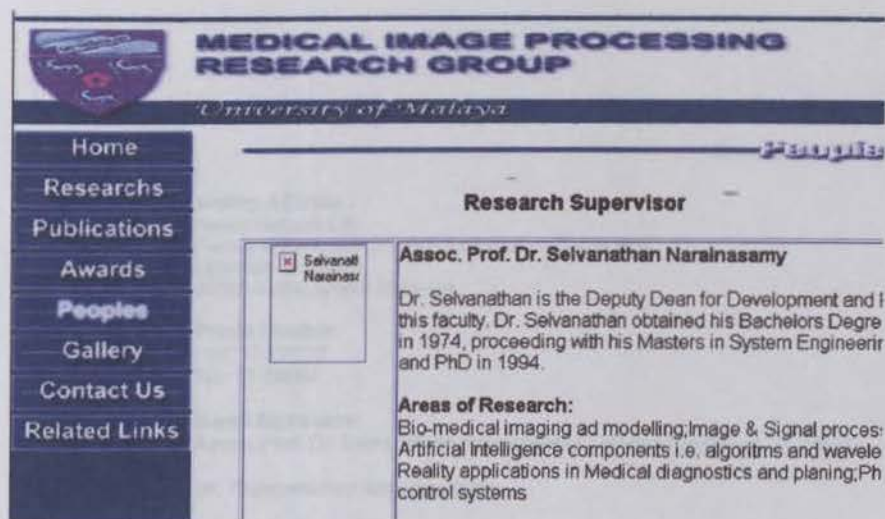 MEDICAL IMAGE PROCESSING
RESEARCH GROUP
University of Malaya
Home
Researchs
Publications
Awards
Peoples
Gallery
Contact Us
Related Links
People
Research Supervisor
Selvanat
Narainas
Assoc. Prof. Dr. Selvanathan Narainasamy
Dr. Selvanathan is the Deputy Dean for Development and
this faculty. Dr. Selvanathan obtained his Bachelors Degre
in 1974, proceeding with his Masters in System Engineerin
and PhD in 1994.
Areas of Research:
Bio-medical imaging ad modelling;Image & Signal proces
Artificial Intelligence components i.e. algoritms and wavele
Reality applications in Medical diagnostics and planing;Ph
control systems